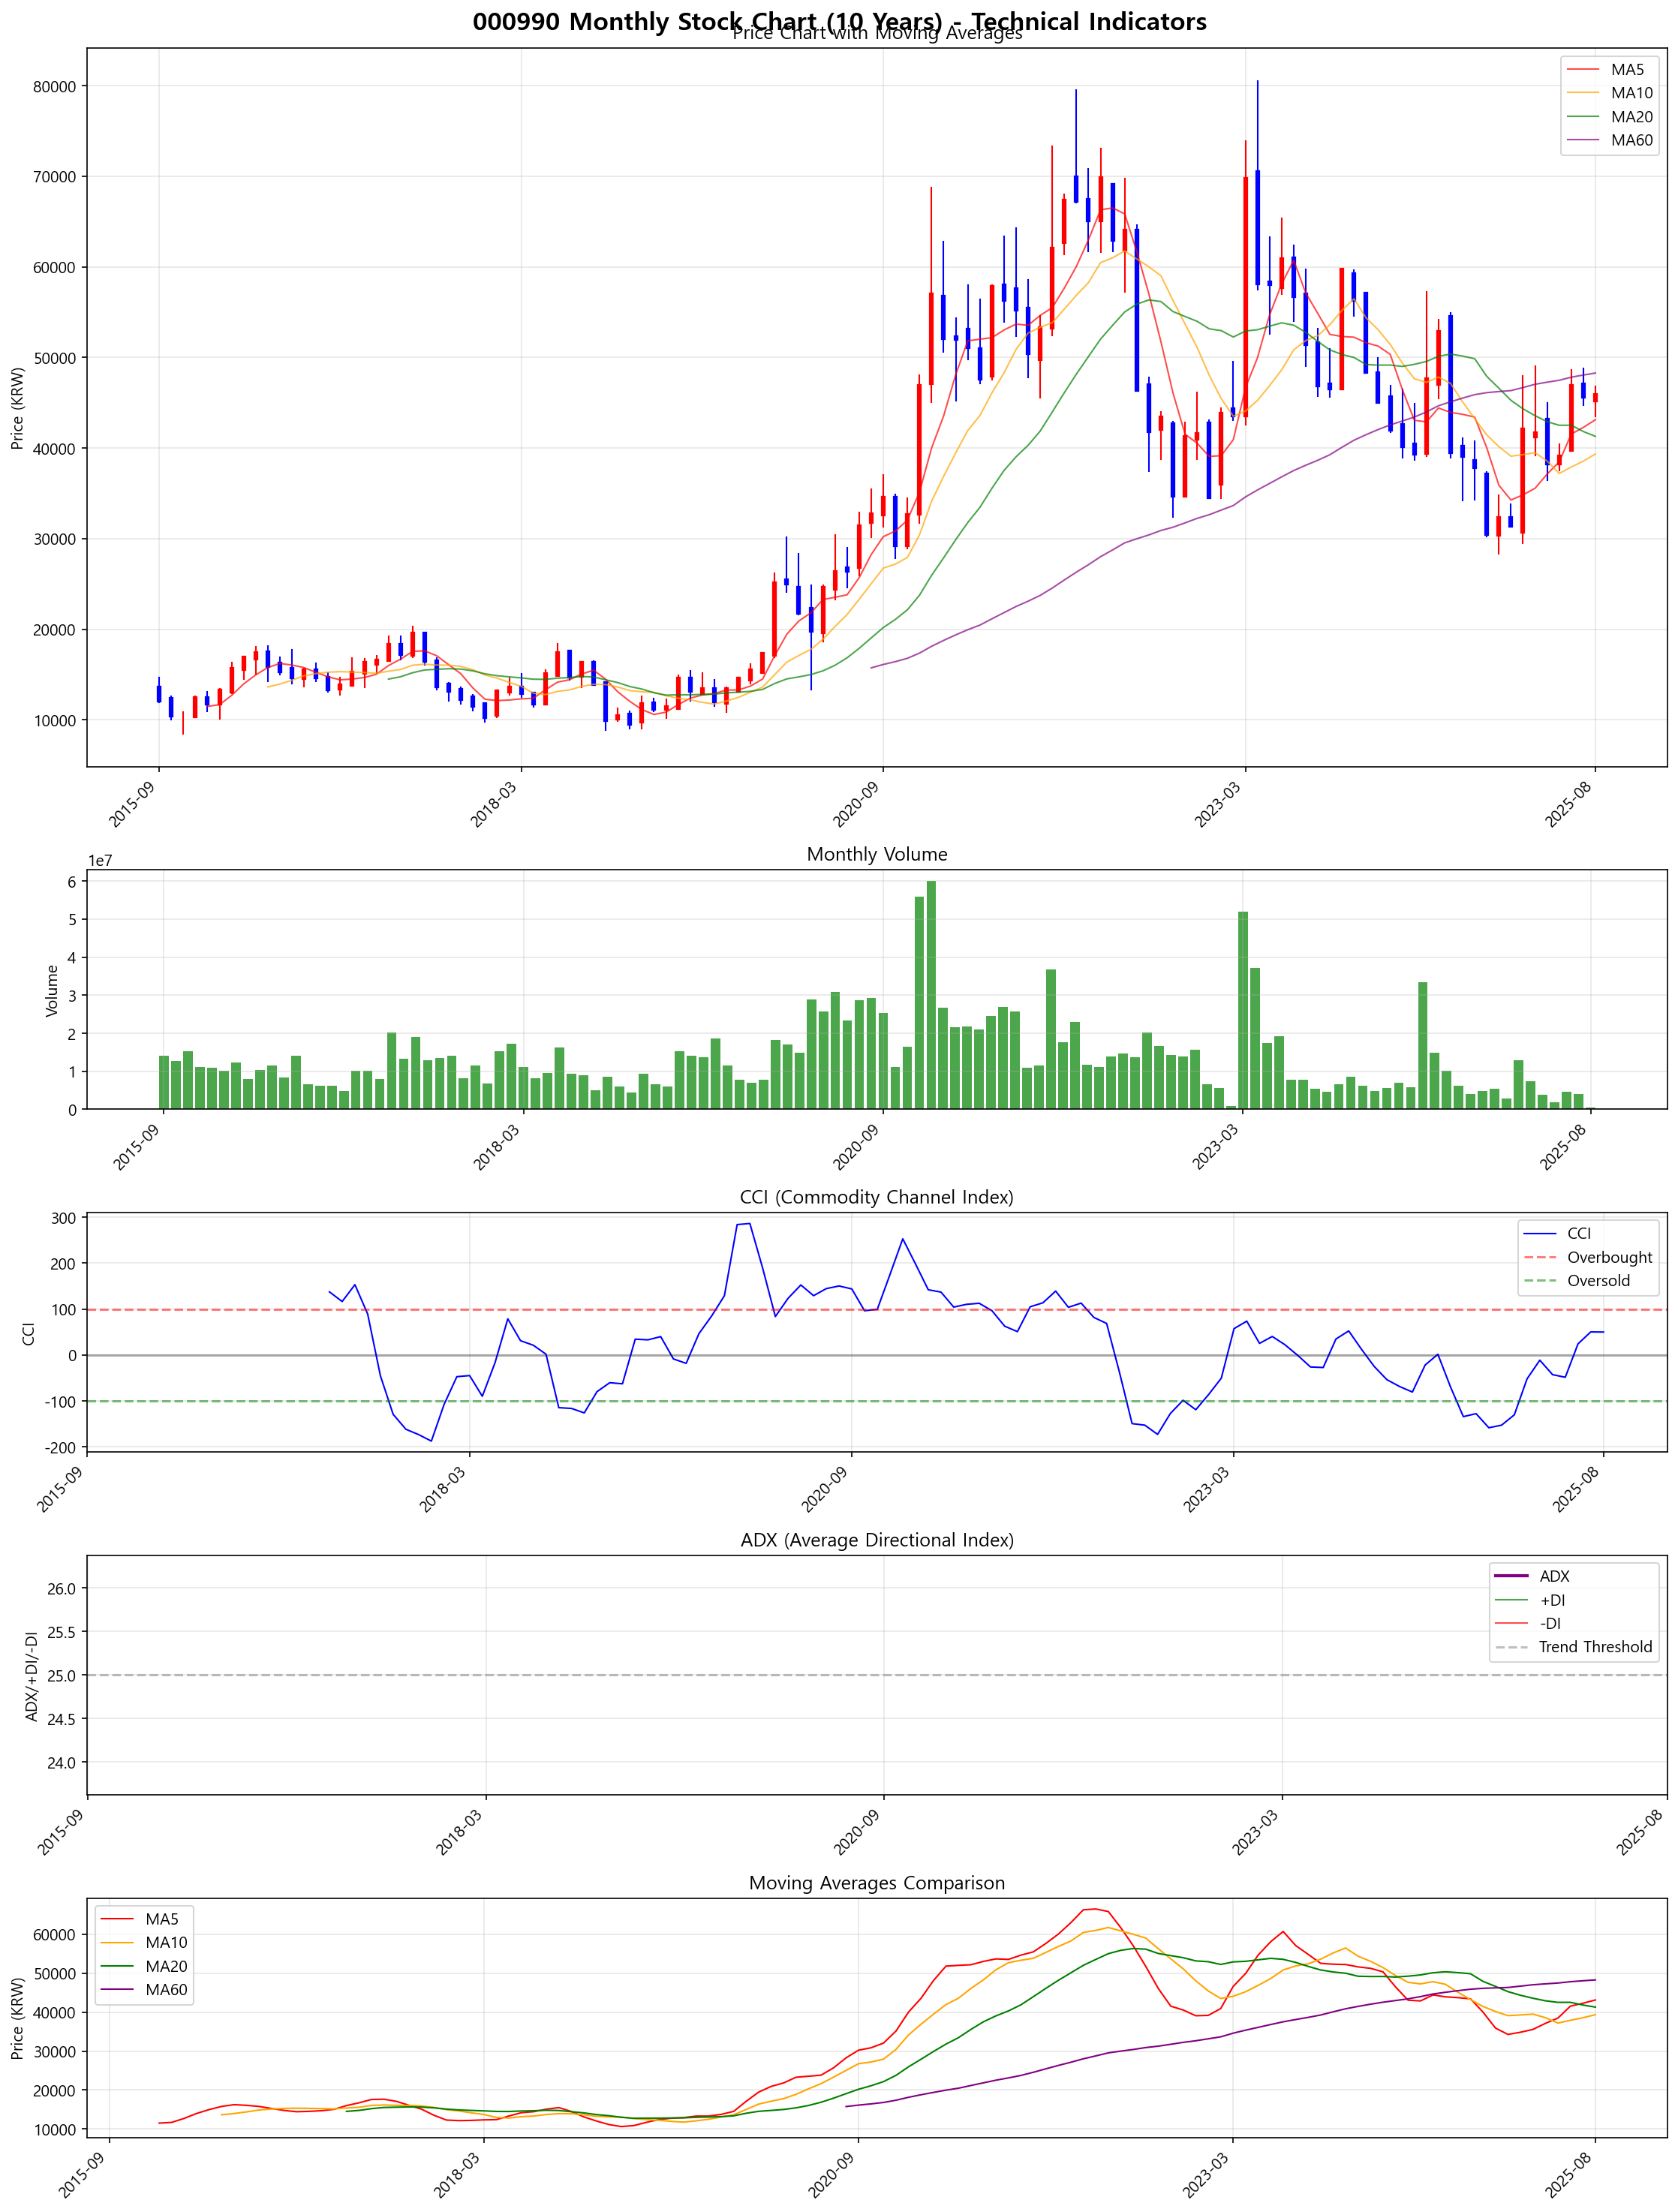 000990 Monthly Stock Chart (10 Years) - Technical Indicators
Price Chart with Moving Averages
MA5
MA10
MA20
MA60
Price (KRW)
80000
70000
60000
50000
40000
30000
20000
10000
2015-09
2018-03
2020-09
2023-03
2025-08
Monthly Volume
1e7
Volume
6
5
4
3
2
1
0
2015-09
2018-03
2020-09
2023-03
2025-08
CCI (Commodity Channel Index)
CCI
Overbought
Oversold
CCI
300
200
100
0
-100
-200
2015-09
2018-03
2020-09
2023-03
2025-08
ADX (Average Directional Index)
ADX
+DI
-DI
Trend Threshold
ADX/+DI/-DI
26.0
25.5
25.0
24.5
24.0
2015-09
2018-03
2020-09
2023-03
2025-08
Moving Averages Comparison
MA5
MA10
MA20
MA60
Price (KRW)
60000
50000
40000
30000
20000
10000
2015-09
2018-03
2020-09
2023-03
2025-08